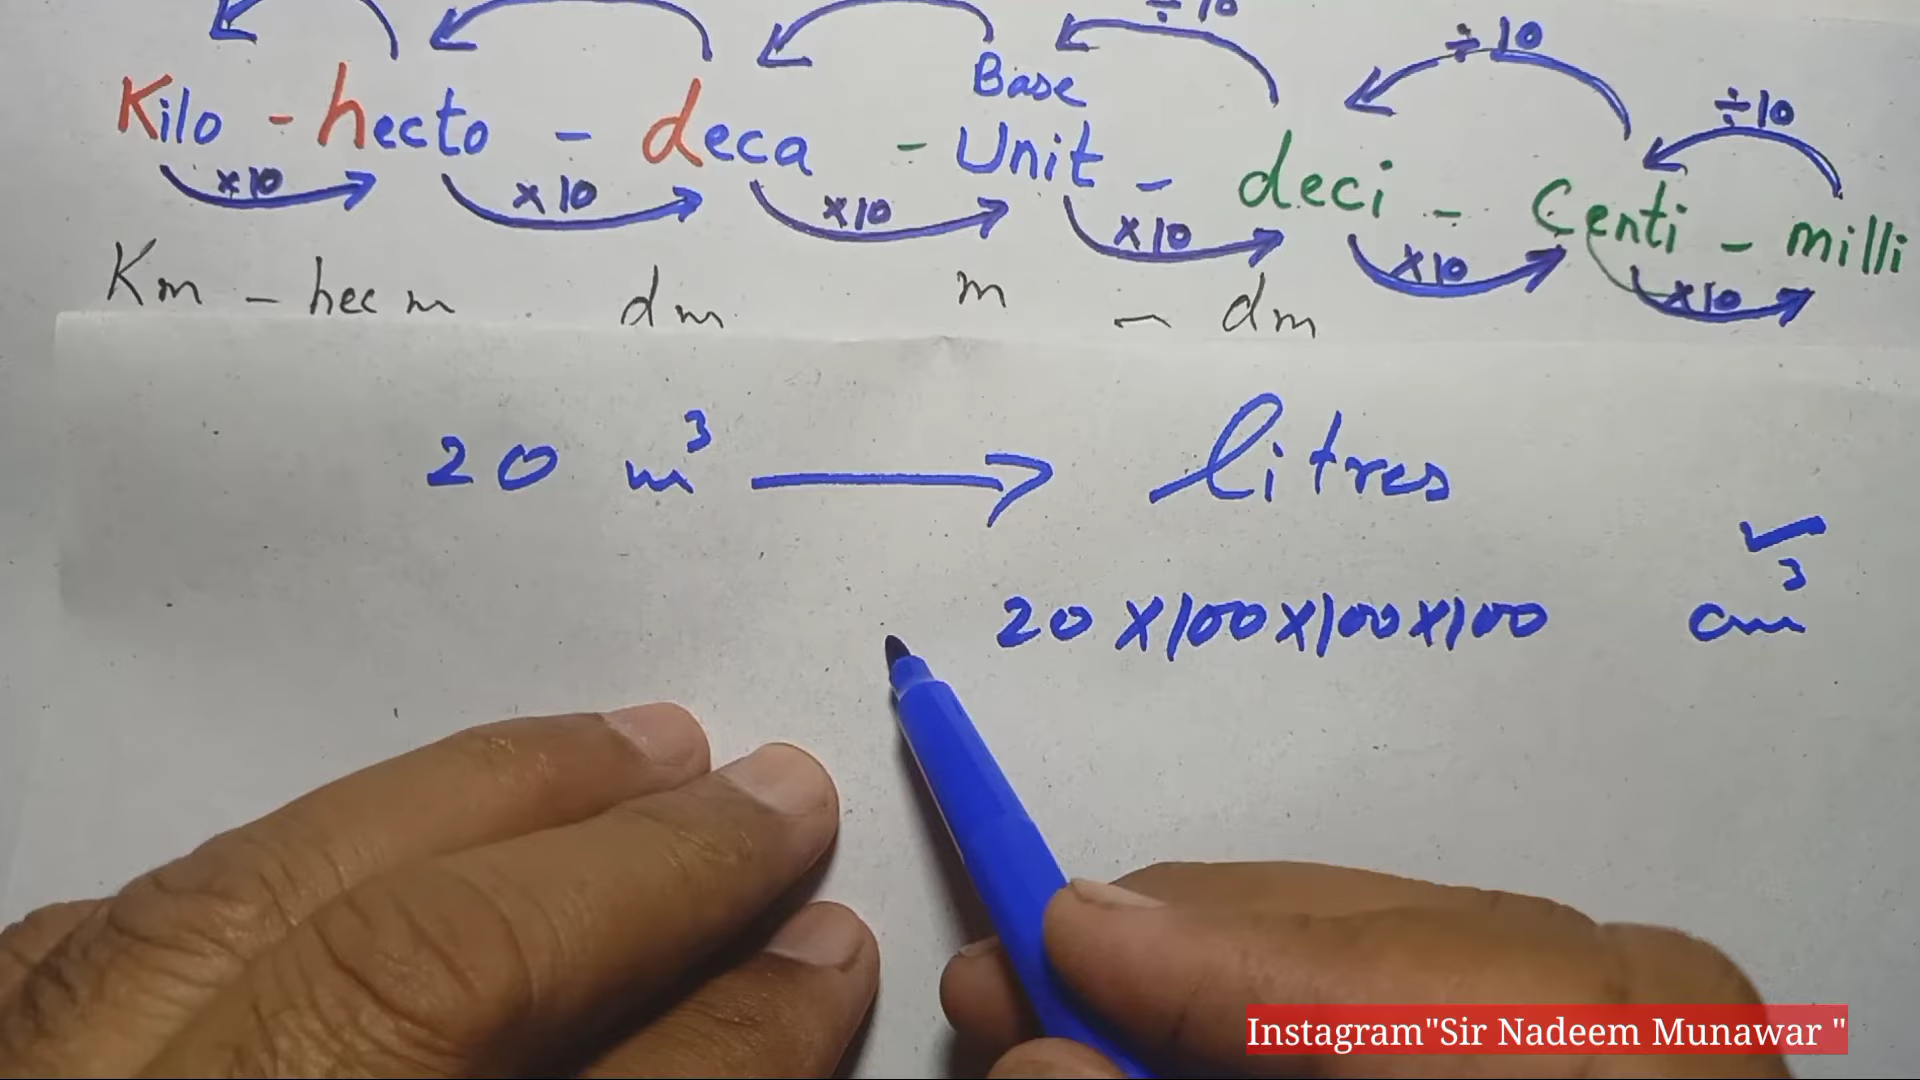 ÷10 ÷10 ÷10
Kilo - hecto - deca - Base Unit - deci - Centi - milli
×10 ×10 ×10 ×10 ×10 ×10
Km - hec m dm m - dm
20 m³ → litres
20 ×100×100×100 cm³
Instagram"Sir Nadeem Munawar "